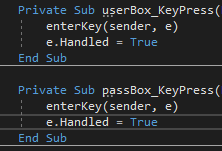 Private Sub userBox_KeyPress(
enterKey(sender, e)
e.Handled = True
End Sub
Private Sub passBox_KeyPress(
enterKey(sender, e)
e.Handled = True
End Sub